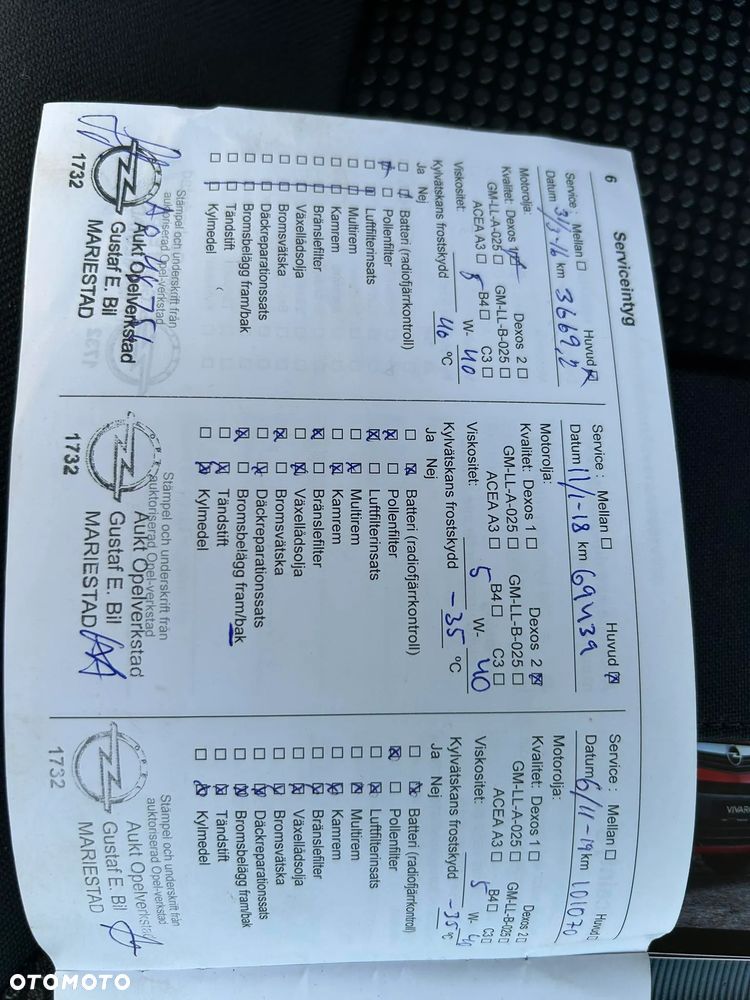 6
Serviceintyg
Service : Mellan ☐ Huvud ☒
Datum 31/3-16 km 3669,2
Motorolja:
Kvalitet: Dexos 1 ☒ Dexos 2 ☐
GM-LL-A-025 ☐ GM-LL-B-025 ☐
ACEA A3 ☐ B4 ☐ C3 ☐
Viskositet: W- 40
Kylvätskans frostskydd 40 °C
Ja Nej
Batteri (radiofjärrkontroll)
Pollenfilter
Luftfilterinsats
Multirem
Kamrem
Bränslefilter
Växellådsolja
Bromsvätska
Däckreparationssats
Bromsbelägg fram/bak
Tändstift
Kylmedel
Stämpel och underskrift från
auktoriserad Opel-verkstad
Aukt Opelverkstad
Gustaf E. Bil
1732 MARIESTAD
Service : Mellan ☐ Huvud ☒
Datum 11/1-18 km 69439
Motorolja:
Kvalitet: Dexos 1 ☐ Dexos 2 ☒
GM-LL-A-025 ☐ GM-LL-B-025 ☐
ACEA A3 ☐ B4 ☐ C3 ☐
Viskositet: 5 W- 40
Kylvätskans frostskydd -35 °C
Ja Nej
Batteri (radiofjärrkontroll)
Pollenfilter
Luftfilterinsats
Multirem
Kamrem
Bränslefilter
Växellådsolja
Bromsvätska
Däckreparationssats
Bromsbelägg fram/bak
Tändstift
Kylmedel
Stämpel och underskrift från
auktoriserad Opel-verkstad
OPEL
Aukt Opelverkstad
Gustaf E. Bil
1732 MARIESTAD
Service : Mellan ☐ Huvud ☐
Datum 6/11-19 km 101070
Motorolja:
Kvalitet: Dexos 1 ☐ Dexos 2 ☐
GM-LL-A-025 ☐ GM-LL-B-025 ☐
ACEA A3 ☐ B4 ☐ C3 ☐
Viskositet: 5 W-
Kylvätskans frostskydd -35 °C
Ja Nej
Batteri (radiofjärrkontroll)
Pollenfilter
Luftfilterinsats
Multirem
Kamrem
Bränslefilter
Växellådsolja
Bromsvätska
Däckreparationssats
Bromsbelägg fram/bak
Tändstift
Kylmedel
Stämpel och underskrift från
auktoriserad Opel-verkstad
OPEL
Aukt Opelverkstad
Gustaf E. Bil
1732 MARIESTAD
VIVARO
OTOMOTO